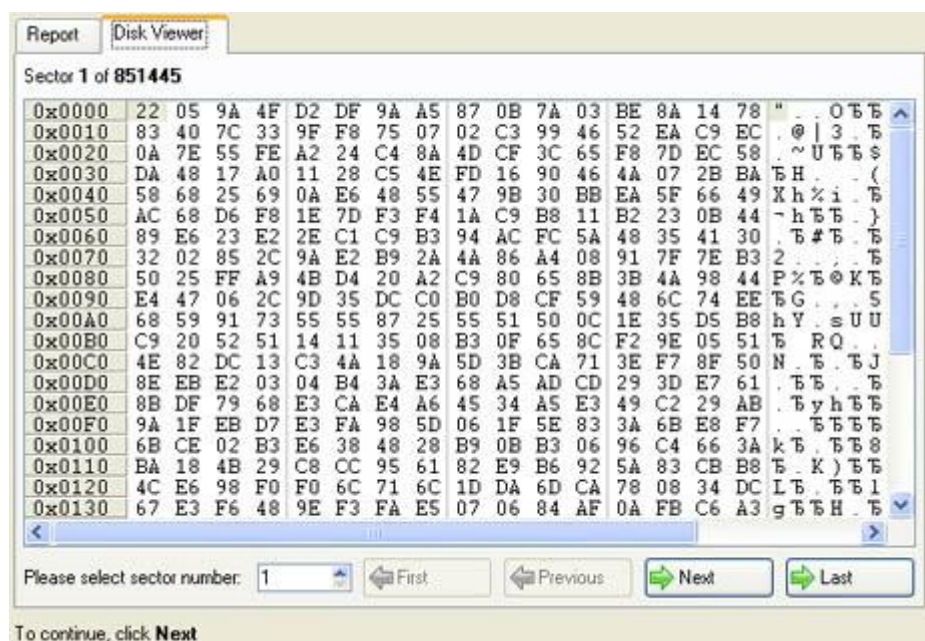 Report Disk Viewer
Sector 1 of 851445
0x0000 22 05 9A 4F D2 DF 9A A5 87 0B 7A 03 BE 8A 14 78 " . . O Ђ Ђ
0x0010 83 40 7C 33 9F F8 75 07 02 C3 99 46 52 EA C9 EC . @ | 3 . Ђ
0x0020 0A 7E 55 FE A2 24 C4 8A 4D CF 3C 65 F8 7D EC 58 . ~ U Ђ Ђ $
0x0030 DA 48 17 A0 11 28 C5 4E FD 16 90 46 4A 07 2B BA Ђ H . . . (
0x0040 58 68 25 69 0A E6 48 55 47 9B 30 BB EA 5F 66 49 X h % i . Ђ
0x0050 AC 68 D6 F8 1E 7D F3 F4 1A C9 B8 11 B2 23 0B 44 ¬ h Ђ Ђ . }
0x0060 89 E6 23 E2 2E C1 C9 B3 94 AC FC 5A 48 35 41 30 . Ђ # Ђ . Ђ
0x0070 32 02 85 2C 9A E2 B9 2A 4A 86 A4 08 91 7F 7E B3 2 . . , . Ђ
0x0080 50 25 FF A9 4B D4 20 A2 C9 80 65 8B 3B 4A 98 44 P % Ђ © K Ђ
0x0090 E4 47 06 2C 9D 35 DC C0 B0 D8 CF 59 48 6C 74 EE Ђ G . , . 5
0x00A0 68 59 91 73 55 55 87 25 55 51 50 0C 1E 35 D5 B8 h Y . s U U
0x00B0 C9 20 52 51 14 11 35 08 B3 0F 65 8C F2 9E 05 51 Ђ R Q . .
0x00C0 4E 82 DC 13 C3 4A 18 9A 5D 3B CA 71 3E F7 8F 50 N . Ђ . Ђ J
0x00D0 8E EB E2 03 04 B4 3A E3 68 A5 AD CD 29 3D E7 61 . Ђ Ђ . . Ђ
0x00E0 8B DF 79 68 E3 CA E4 A6 45 34 A5 E3 49 C2 29 AB . Ђ y h Ђ Ђ
0x00F0 9A 1F EB D7 E3 FA 98 5D 06 1F 5E 83 3A 6B E8 F7 . . Ђ Ђ Ђ Ђ
0x0100 6B CE 02 B3 E6 38 48 28 B9 0B B3 06 96 C4 66 3A k Ђ . Ђ Ђ 8
0x0110 BA 18 4B 29 C8 CC 95 61 82 E9 B6 92 5A 83 CB B8 Ђ . K ) Ђ Ђ
0x0120 4C E6 98 F0 F0 6C 71 6C 1D DA 6D CA 78 08 34 DC L Ђ . Ђ Ђ l
0x0130 67 E3 F6 48 9E F3 FA E5 07 06 84 AF 0A FB C6 A3 g Ђ Ђ H . Ђ
Please select sector number: 1 First Previous Next Last
To continue, click Next